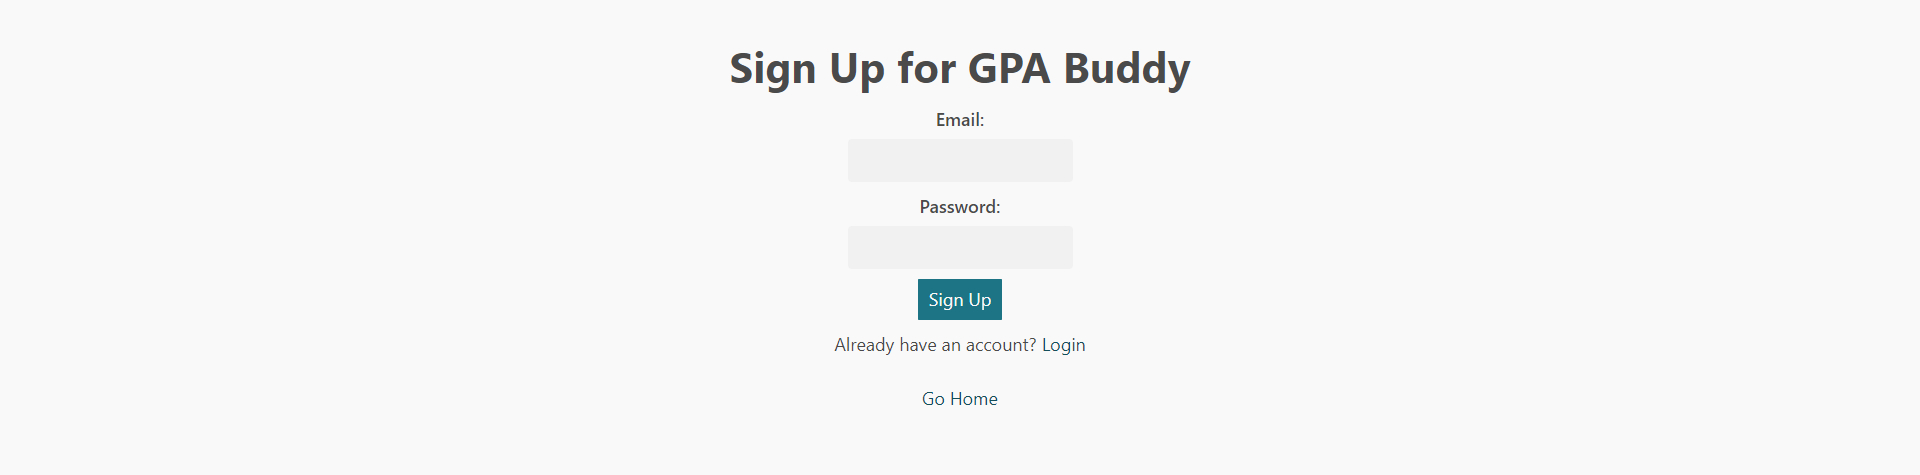 Sign Up for GPA Buddy
Email:
Password:
Sign Up
Already have an account? Login
Go Home